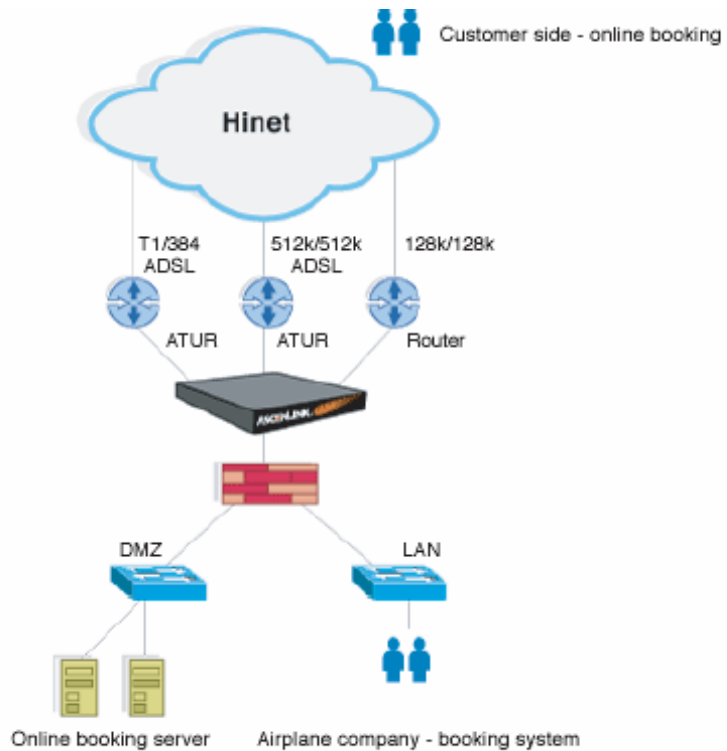 Customer side - online booking
Hinet
T1/384
ADSL
512k/512k
ADSL
128k/128k
ATUR
ATUR
Router
ASCENLINK
DMZ
LAN
Online booking server
Airplane company - booking system